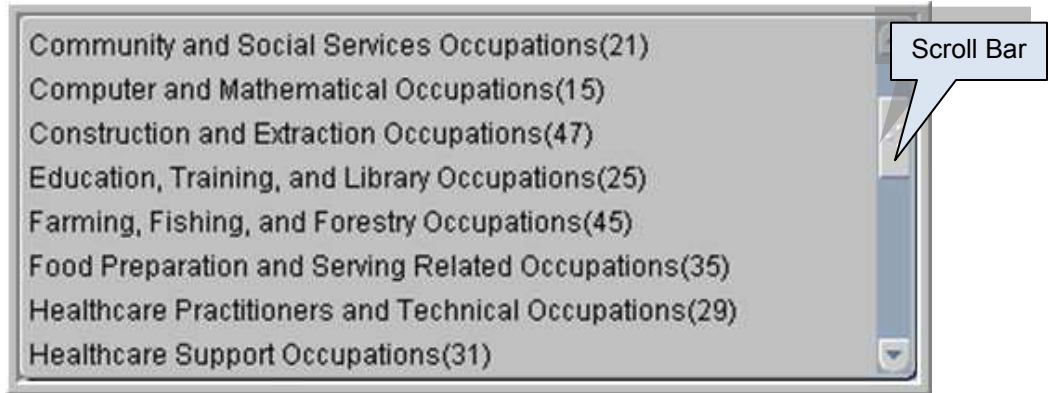 Community and Social Services Occupations(21)
Computer and Mathematical Occupations(15)
Construction and Extraction Occupations(47)
Education, Training, and Library Occupations(25)
Farming, Fishing, and Forestry Occupations(45)
Food Preparation and Serving Related Occupations(35)
Healthcare Practitioners and Technical Occupations(29)
Healthcare Support Occupations(31)
Scroll Bar